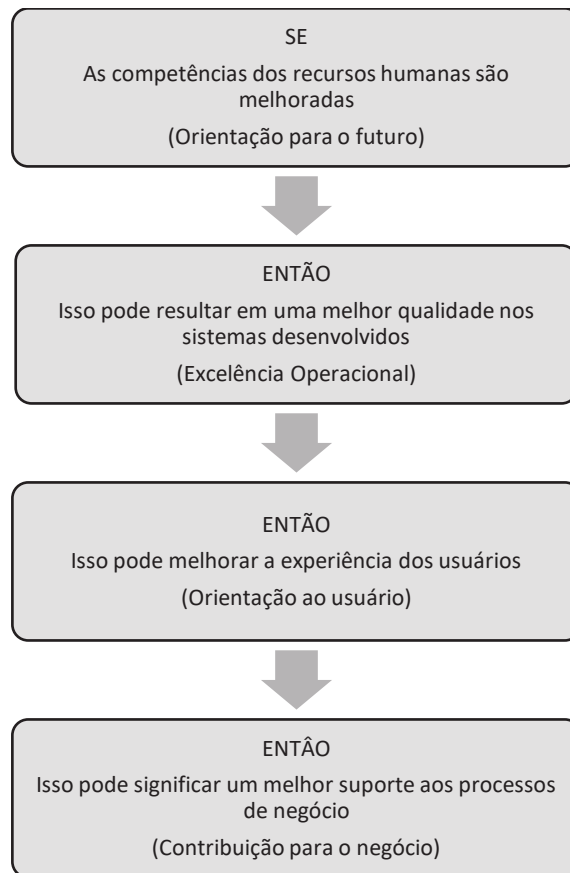 SE
As competências dos recursos humanas são
melhoradas
(Orientação para o futuro)
ENTÃO
Isso pode resultar em uma melhor qualidade nos
sistemas desenvolvidos
(Excelência Operacional)
ENTÃO
Isso pode melhorar a experiência dos usuários
(Orientação ao usuário)
ENTÂO
Isso pode significar um melhor suporte aos processos
de negócio
(Contribuição para o negócio)